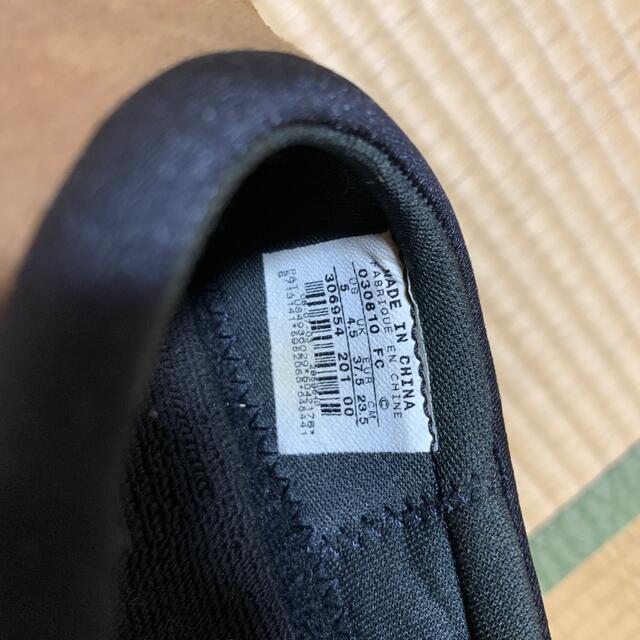 MADE IN CHINA
FABRIQUE EN CHINE
030810 FC ©
US UK EUR CM
5 4.5 37.5 23.5
306954 201 00